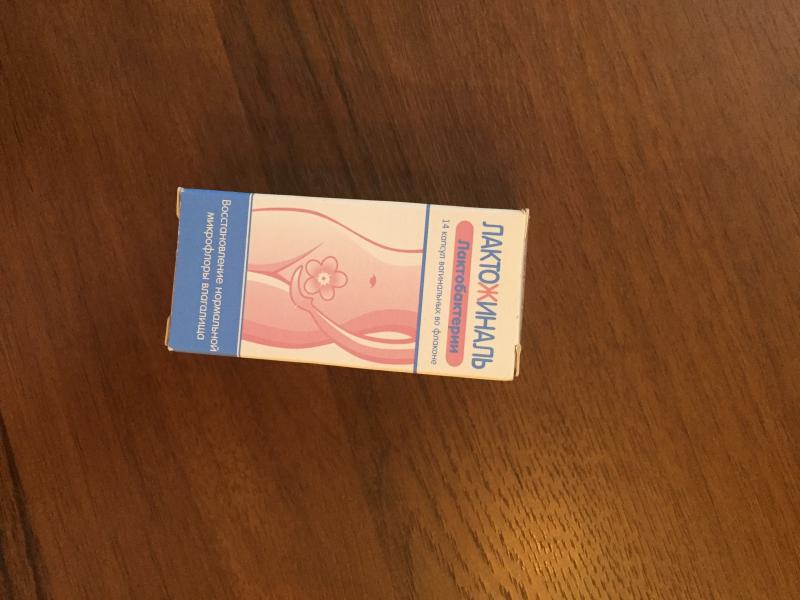 ЛАКТОЖИНАЛЬ
Лактобактерии
14 капсул вагинальных во флаконе
Восстановление нормальной
микрофлоры влагалища